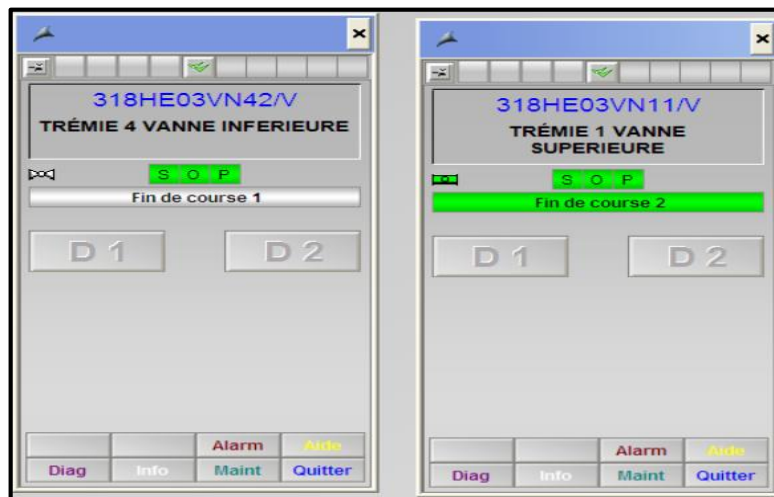 318HE03VN42/V
TRÉMIE 4 VANNE INFERIEURE
S O P
Fin de course 1
D 1 D 2
Alarm Aide
Diag Info Maint Quitter
318HE03VN11/V
TRÉMIE 1 VANNE
SUPERIEURE
S O P
Fin de course 2
D 1 D 2
Alarm Aide
Diag Info Maint Quitter